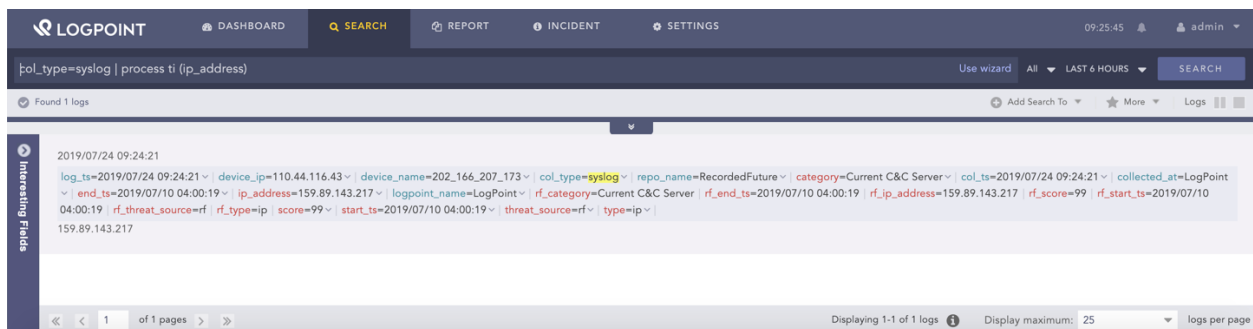 LOGPOINT DASHBOARD SEARCH REPORT INCIDENT SETTINGS 09:25:45 admin
col_type=syslog | process ti (ip_address) Use wizard All LAST 6 HOURS SEARCH
Found 1 logs Add Search To More Logs
Interesting Fields
2019/07/24 09:24:21
log_ts=2019/07/24 09:24:21 | device_ip=110.44.116.43 | device_name=202_166_207_173 | col_type=syslog | repo_name=RecordedFuture | category=Current C&C Server | col_ts=2019/07/24 09:24:21 | collected_at=LogPoint
| end_ts=2019/07/10 04:00:19 | ip_address=159.89.143.217 | logpoint_name=LogPoint | rf_category=Current C&C Server | rf_end_ts=2019/07/10 04:00:19 | rf_ip_address=159.89.143.217 | rf_score=99 | rf_start_ts=2019/07/10
04:00:19 | rf_threat_source=rf | rf_type=ip | score=99 | start_ts=2019/07/10 04:00:19 | threat_source=rf | type=ip |
159.89.143.217
1 of 1 pages Displaying 1-1 of 1 logs Display maximum: 25 logs per page